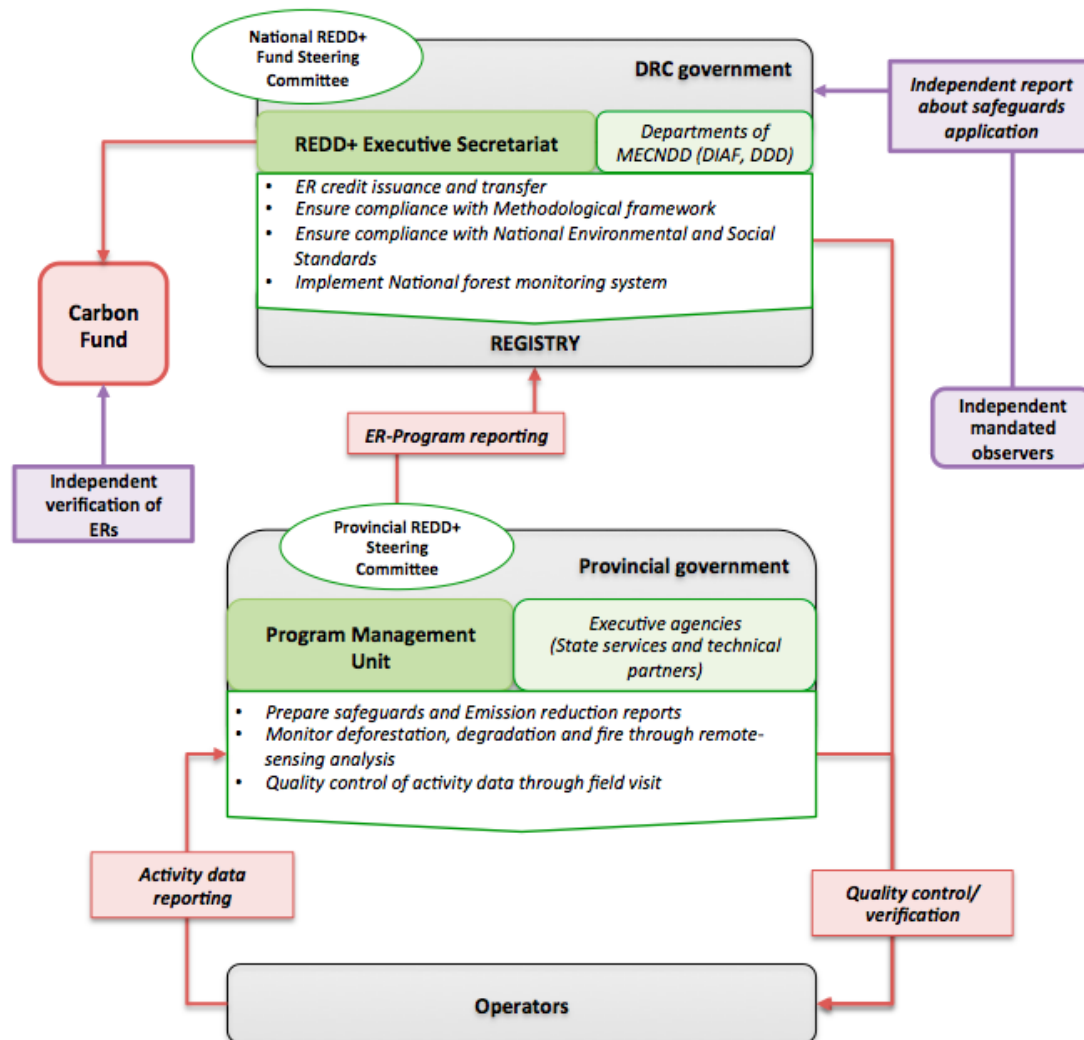 National REDD+
Fund Steering
Committee
DRC government
Independent report
about safeguards
application
REDD+ Executive Secretariat
Departments of
MECNDD (DIAF, DDD)
• ER credit issuance and transfer
• Ensure compliance with Methodological framework
• Ensure compliance with National Environmental and Social
Standards
• Implement National forest monitoring system
Carbon
Fund
REGISTRY
ER-Program reporting
Independent
mandated
observers
Independent
verification of
ERs
Provincial REDD+
Steering
Committee
Provincial government
Program Management
Unit
Executive agencies
(State services and technical
partners)
• Prepare safeguards and Emission reduction reports
• Monitor deforestation, degradation and fire through remote-
sensing analysis
• Quality control of activity data through field visit
Activity data
reporting
Quality control/
verification
Operators